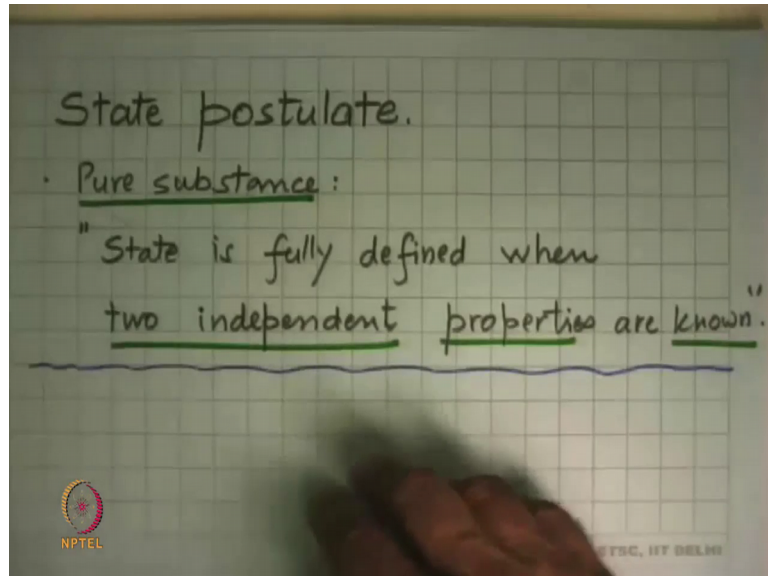 State postulate.
· Pure substance :
"State is fully defined when
two independent properties are known."
NPTEL
ETSC, IIT DELHI